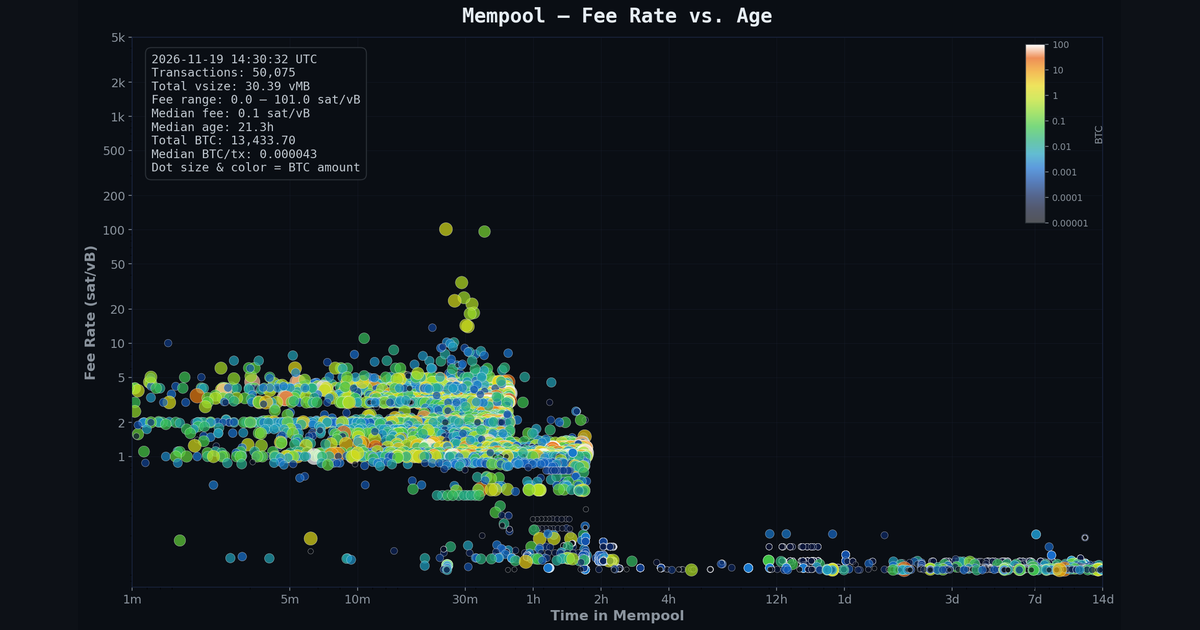 Mempool — Fee Rate vs. Age
5k
2k
1k
500
200
100
50
20
10
5
2
1
Fee Rate (sat/vB)
2026-11-19 14:30:32 UTC
Transactions: 50,075
Total vsize: 30.39 vMB
Fee range: 0.0 — 101.0 sat/vB
Median fee: 0.1 sat/vB
Median age: 21.3h
Total BTC: 13,433.70
Median BTC/tx: 0.000043
Dot size & color = BTC amount
100
10
1
0.1
0.01
0.001
0.0001
0.00001
BTC
1m 5m 10m 30m 1h 2h 4h 12h 1d 3d 7d 14d
Time in Mempool